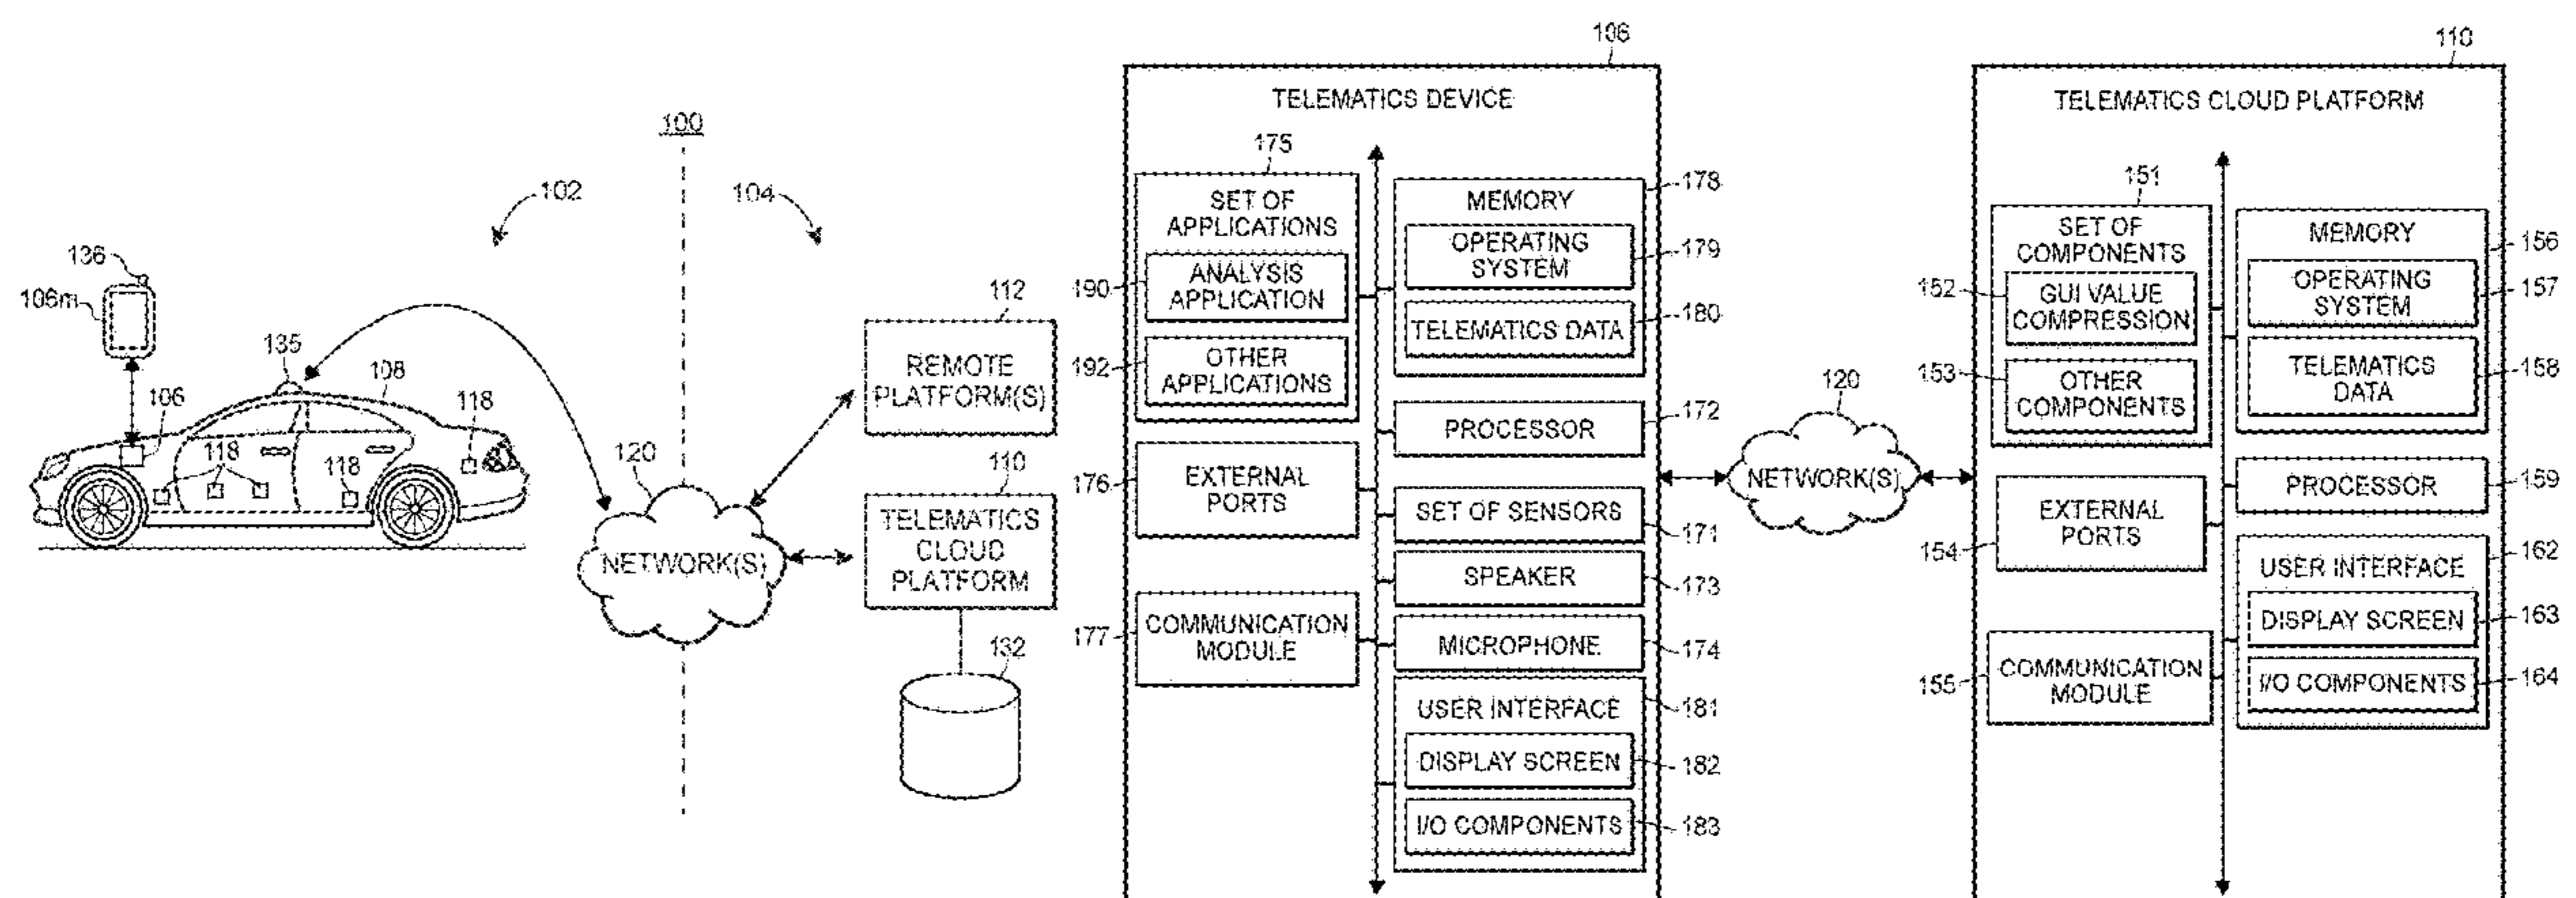 100
102
104
136
106m
135
108
106
118
118
118
120
NETWORK(S)
112
REMOTE
PLATFORM(S)
110
TELEMATICS
CLOUD
PLATFORM
132
106
TELEMATICS DEVICE
175
SET OF
APPLICATIONS
190
ANALYSIS
APPLICATION
192
OTHER
APPLICATIONS
176
EXTERNAL
PORTS
177
COMMUNICATION
MODULE
178
MEMORY
179
OPERATING
SYSTEM
180
TELEMATICS DATA
172
PROCESSOR
SET OF SENSORS
171
SPEAKER
173
MICROPHONE
174
USER INTERFACE
181
DISPLAY SCREEN
182
I/O COMPONENTS
183
120
NETWORK(S)
110
TELEMATICS CLOUD PLATFORM
151
SET OF
COMPONENTS
152
GUI VALUE
COMPRESSION
153
OTHER
COMPONENTS
154
EXTERNAL
PORTS
155
COMMUNICATION
MODULE
MEMORY
156
OPERATING
SYSTEM
157
TELEMATICS
DATA
158
PROCESSOR
159
162
USER INTERFACE
DISPLAY SCREEN
163
I/O COMPONENTS
164